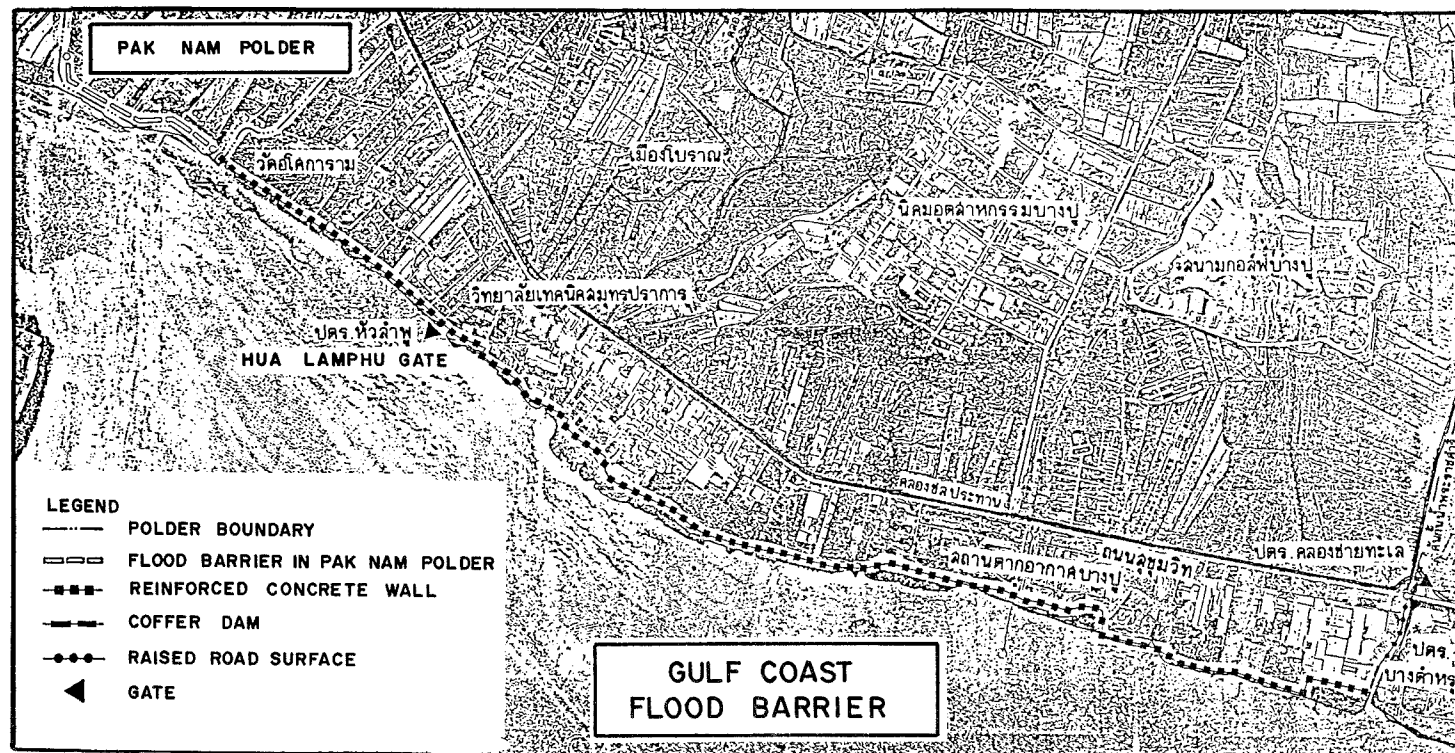 PAK NAM POLDER
วัดอโศการาม
เมืองโบราณ
นิคมอุตสาหกรรมบางปู
สนามกอล์ฟบางปู
วิทยาลัยเทคนิคสมุทรปราการ
ปตร. หัวลำพู
HUA LAMPHU GATE
คลองชลประทาน
ถนนสุขุมวิท
ปตร. คลองชายทะเล
สถานตากอากาศบางปู
ปตร.
บางตำหรุ
LEGEND
POLDER BOUNDARY
FLOOD BARRIER IN PAK NAM POLDER
REINFORCED CONCRETE WALL
COFFER DAM
RAISED ROAD SURFACE
GATE
GULF COAST
FLOOD BARRIER